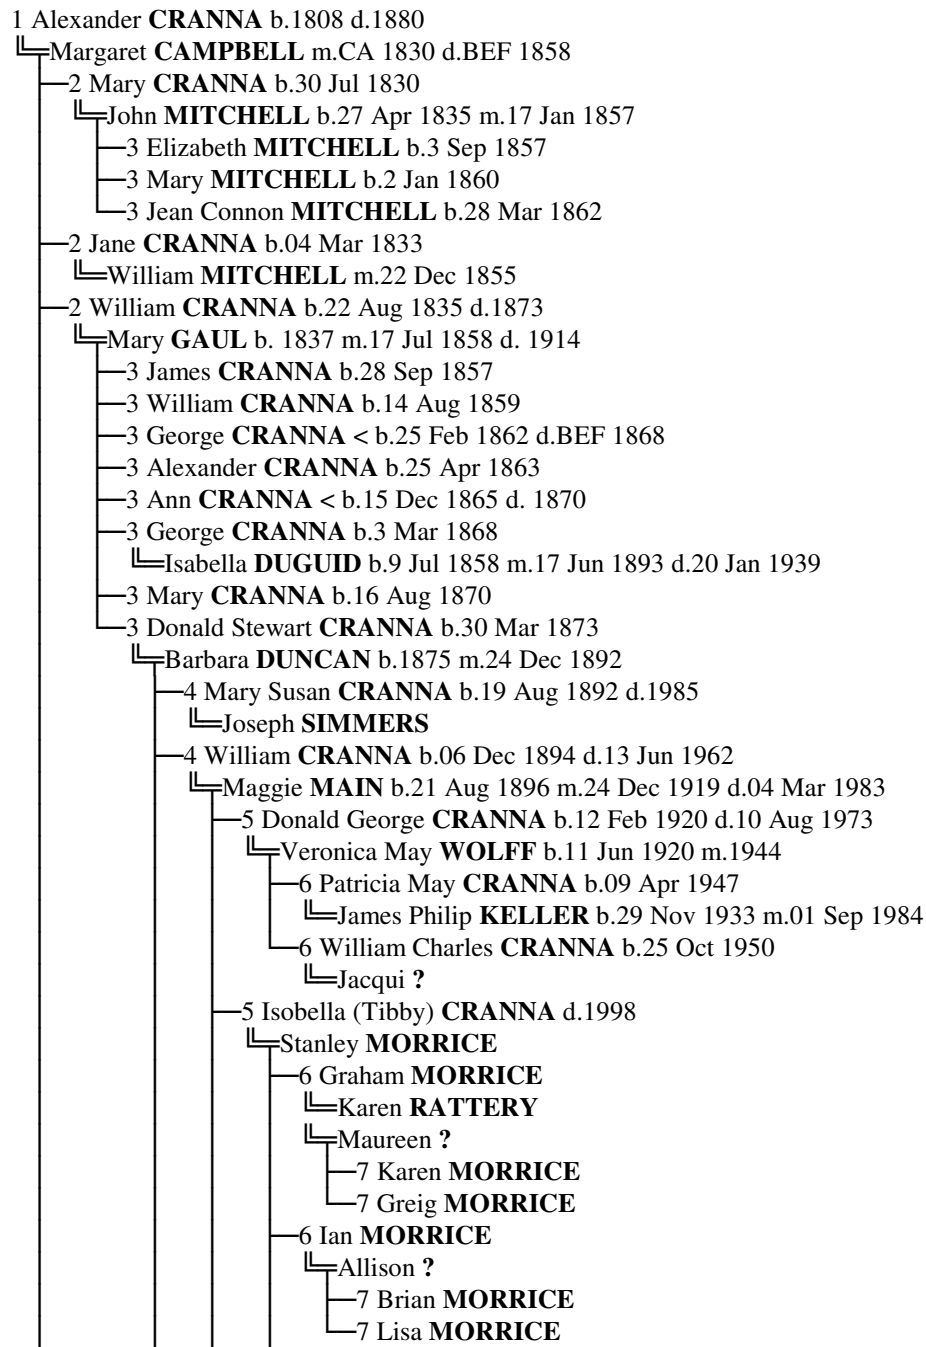 1 Alexander CRANNA b.1808 d.1880
Margaret CAMPBELL m.CA 1830 d.BEF 1858
2 Mary CRANNA b.30 Jul 1830
John MITCHELL b.27 Apr 1835 m.17 Jan 1857
3 Elizabeth MITCHELL b.3 Sep 1857
3 Mary MITCHELL b.2 Jan 1860
3 Jean Connon MITCHELL b.28 Mar 1862
2 Jane CRANNA b.04 Mar 1833
William MITCHELL m.22 Dec 1855
2 William CRANNA b.22 Aug 1835 d.1873
Mary GAUL b. 1837 m.17 Jul 1858 d. 1914
3 James CRANNA b.28 Sep 1857
3 William CRANNA b.14 Aug 1859
3 George CRANNA < b.25 Feb 1862 d.BEF 1868
3 Alexander CRANNA b.25 Apr 1863
3 Ann CRANNA < b.15 Dec 1865 d. 1870
3 George CRANNA b.3 Mar 1868
Isabella DUGUID b.9 Jul 1858 m.17 Jun 1893 d.20 Jan 1939
3 Mary CRANNA b.16 Aug 1870
3 Donald Stewart CRANNA b.30 Mar 1873
Barbara DUNCAN b.1875 m.24 Dec 1892
4 Mary Susan CRANNA b.19 Aug 1892 d.1985
Joseph SIMMERS
4 William CRANNA b.06 Dec 1894 d.13 Jun 1962
Maggie MAIN b.21 Aug 1896 m.24 Dec 1919 d.04 Mar 1983
5 Donald George CRANNA b.12 Feb 1920 d.10 Aug 1973
Veronica May WOLFF b.11 Jun 1920 m.1944
6 Patricia May CRANNA b.09 Apr 1947
James Philip KELLER b.29 Nov 1933 m.01 Sep 1984
6 William Charles CRANNA b.25 Oct 1950
Jacqui ?
5 Isobella (Tibby) CRANNA d.1998
Stanley MORRICE
6 Graham MORRICE
Karen RATTERY
Maureen ?
7 Karen MORRICE
7 Greig MORRICE
6 Ian MORRICE
Allison ?
7 Brian MORRICE
7 Lisa MORRICE